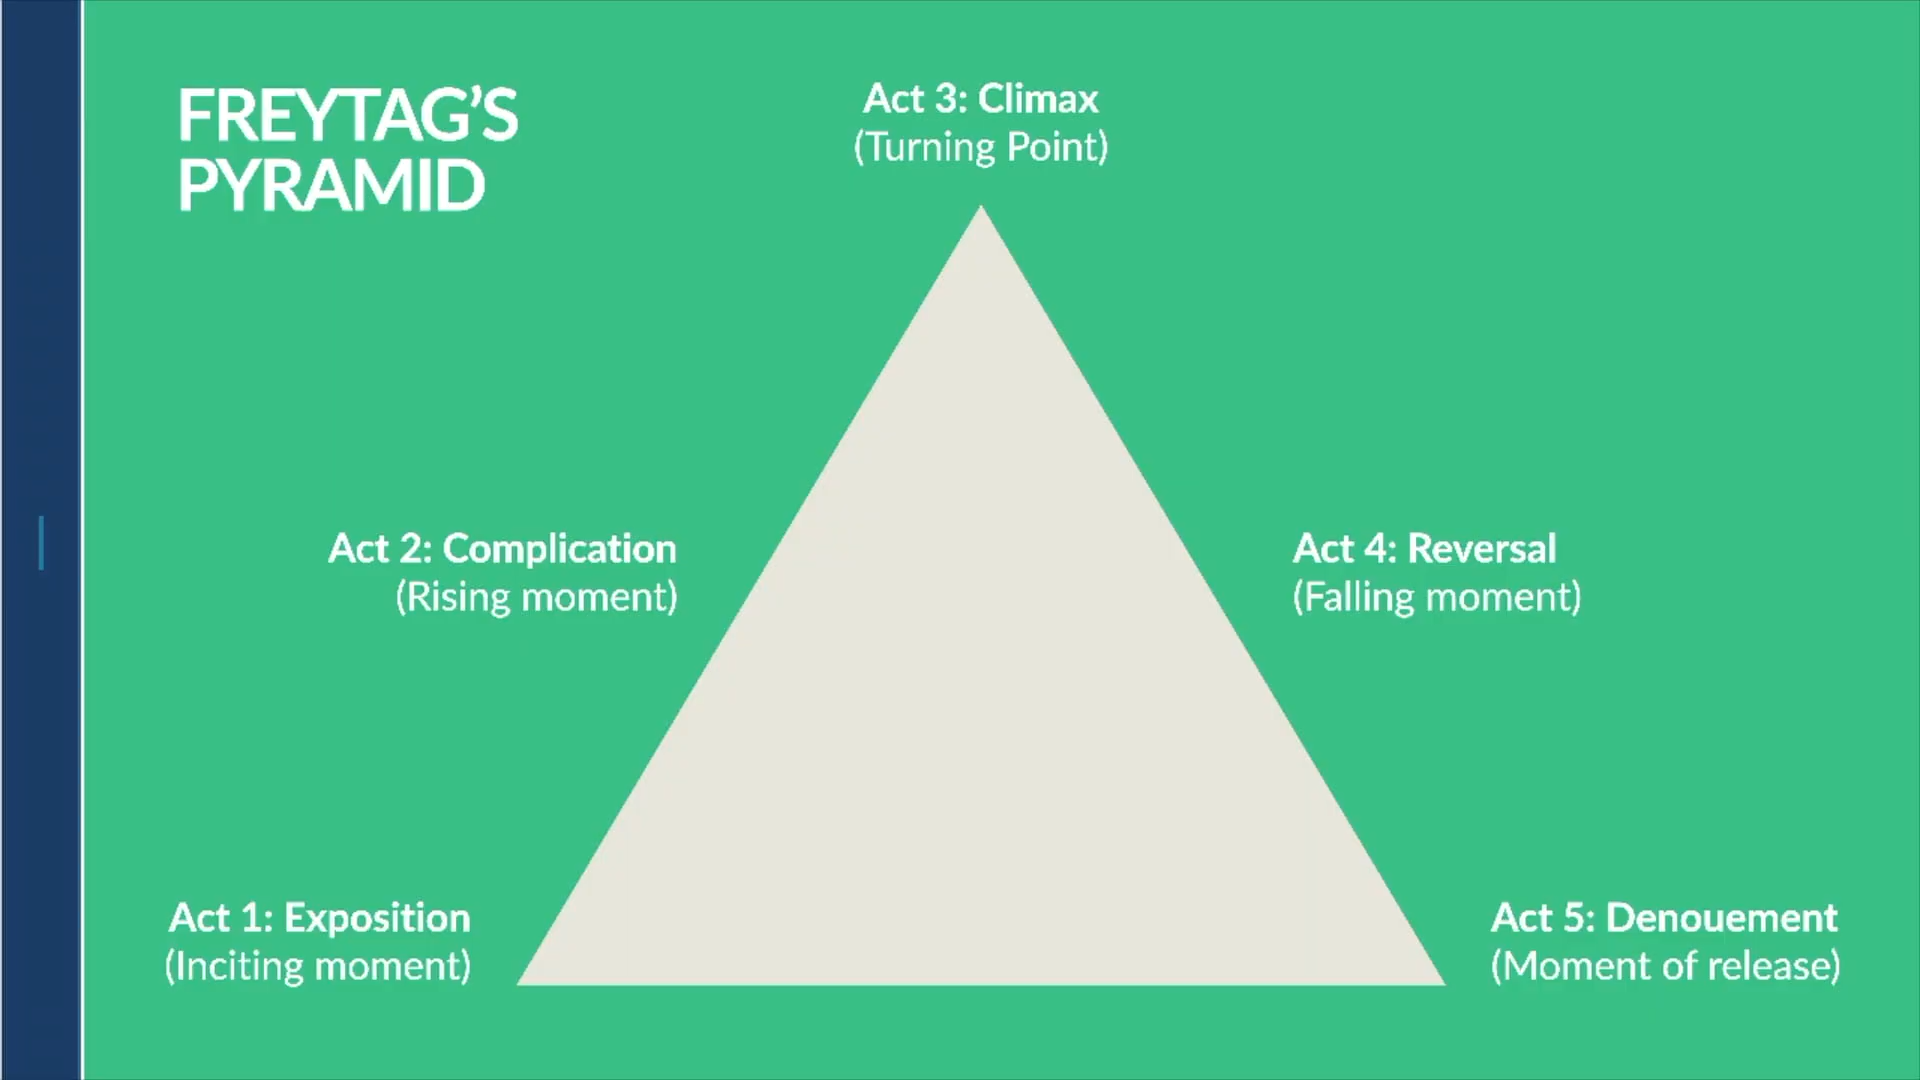 FREYTAG’S
PYRAMID
Act 3: Climax
(Turning Point)
Act 2: Complication
(Rising moment)
Act 4: Reversal
(Falling moment)
Act 1: Exposition
(Inciting moment)
Act 5: Denouement
(Moment of release)